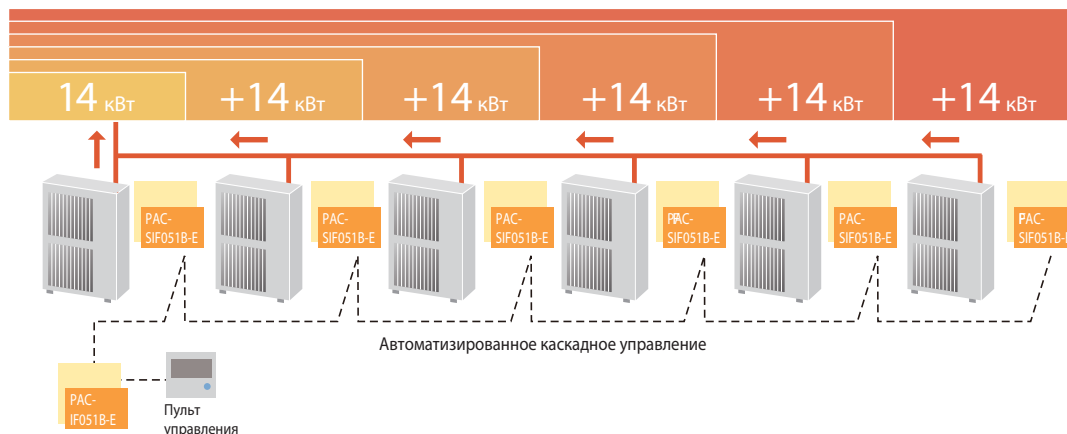 14 кВт +14 кВт +14 кВт +14 кВт +14 кВт +14 кВт
PAC-
SIF051B-E
PAC-
SIF051B-E
PAC-
SIF051B-E
PAC-
SIF051B-E
PAC-
SIF051B-E
PAC-
SIF051B-E
Автоматизированное каскадное управление
PAC-
IF051B-E
Пульт
управления